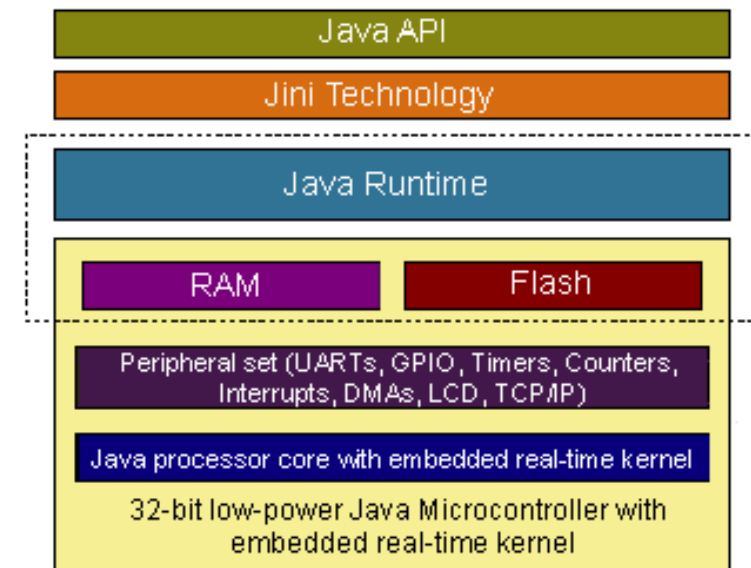 Java API
Jini Technology
Java Runtime
RAM
Flash
Peripheral set (UARTs, GPIO, Timers, Counters,
Interrupts, DMAs, LCD, TCP/IP)
Java processor core with embedded real-time kernel
32-bit low-power Java Microcontroller with
embedded real-time kernel